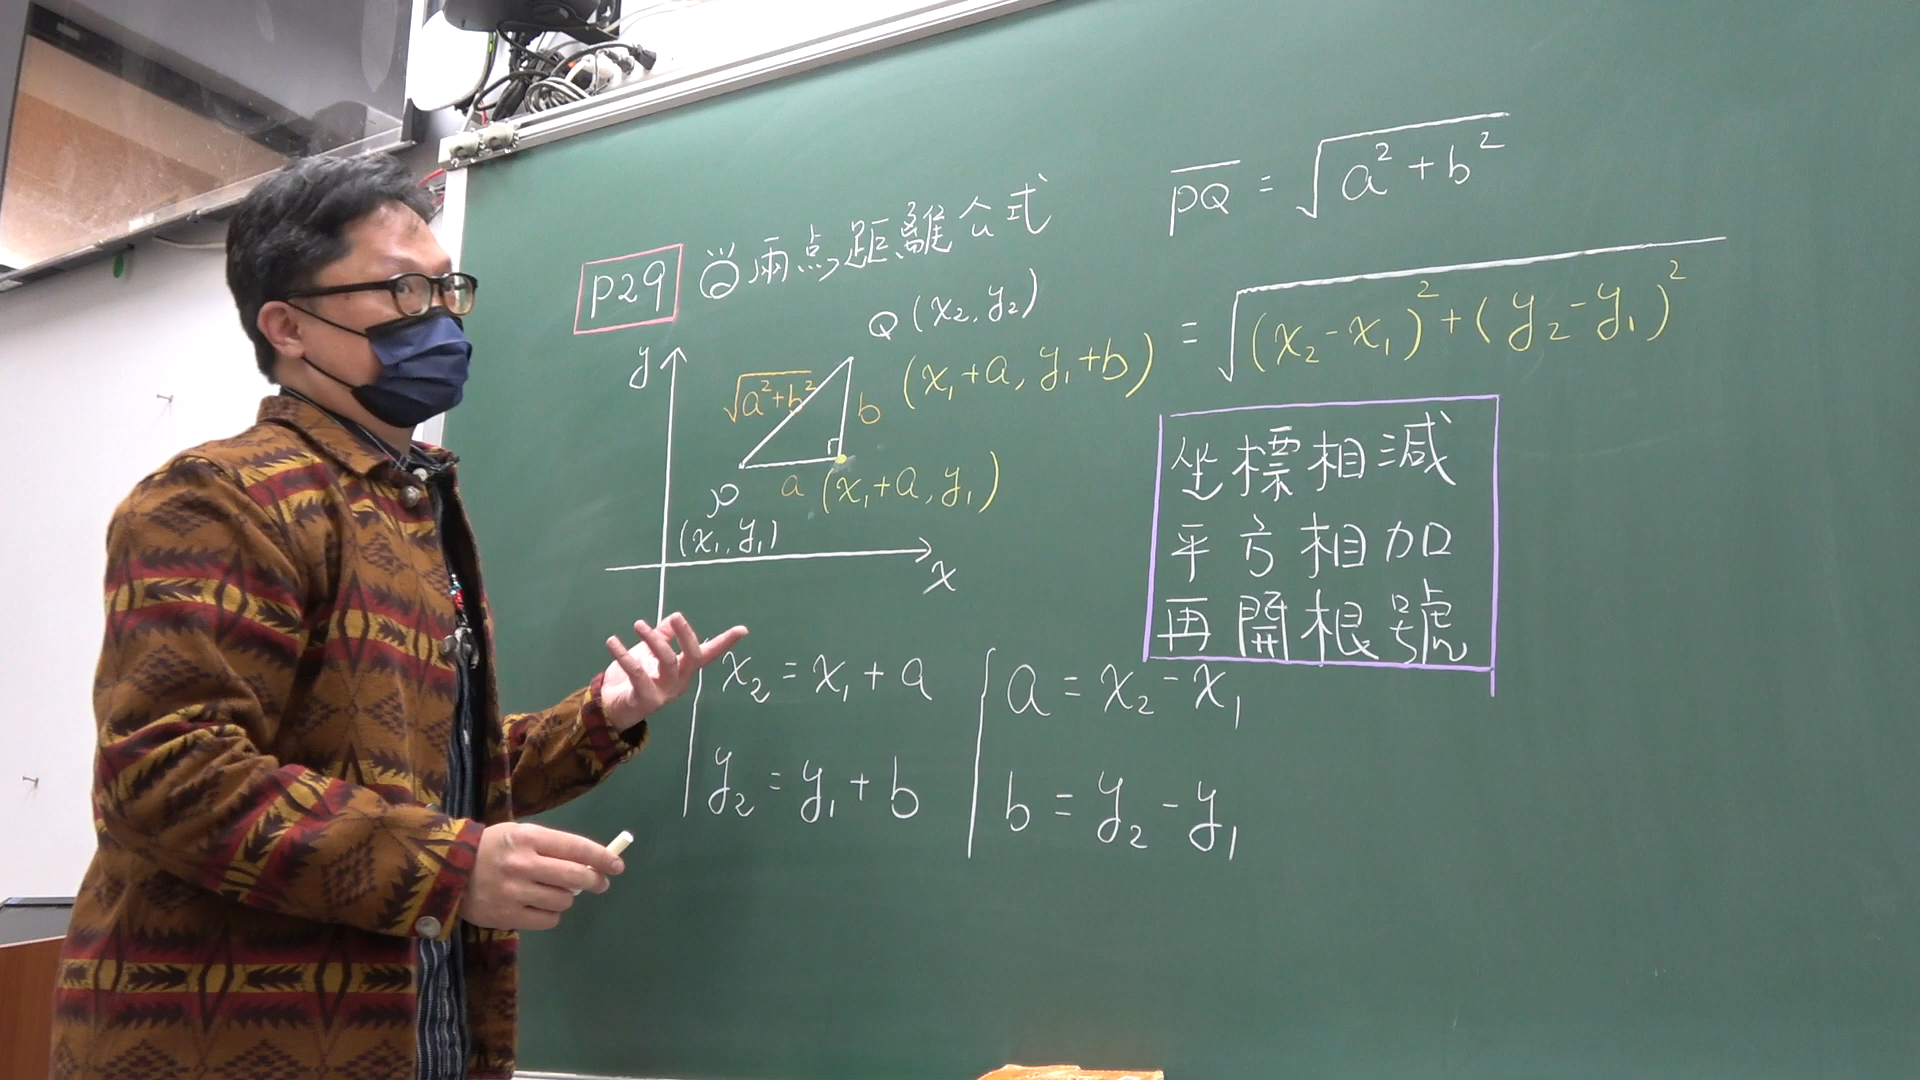 P29 兩点距離公式
Q (x₂, y₂)
(x₁+a, y₁+b)
y
√a²+b²
b
P
a
(x₁+a, y₁)
(x₁, y₁)
x
x₂ = x₁ + a
y₂ = y₁ + b
a = x₂ - x₁
b = y₂ - y₁
PQ = √a² + b²
= √(x₂ - x₁)² + (y₂ - y₁)²
坐標相減
平方相加
再開根號